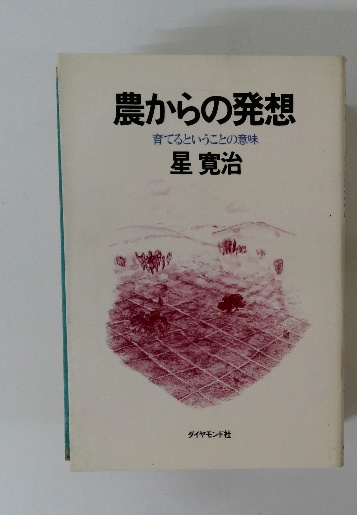 農からの発想
育てるということの意味
星 寛治
ダイヤモンド社